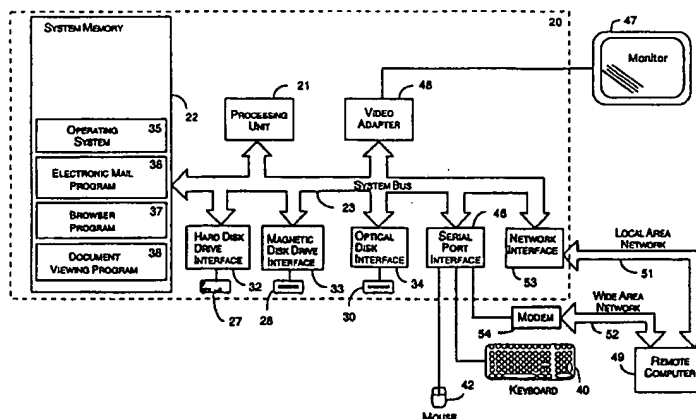 SYSTEM MEMORY
20
47
Monitor
21
48
22
PROCESSING
UNIT
VIDEO
ADAPTER
OPERATING
SYSTEM
35
ELECTRONIC MAIL
PROGRAM
36
BROWSER
PROGRAM
37
DOCUMENT
VIEWING PROGRAM
38
SYSTEM BUS
23
46
HARD DISK
DRIVE
INTERFACE
32
MAGNETIC
DISK DRIVE
INTERFACE
33
OPTICAL
DISK
INTERFACE
34
SERIAL
PORT
INTERFACE
NETWORK
INTERFACE
53
LOCAL AREA
NETWORK
51
27
28
30
WIDE AREA
NETWORK
52
MODEM
54
49
REMOTE
COMPUTER
42
KEYBOARD
40
MOUSE